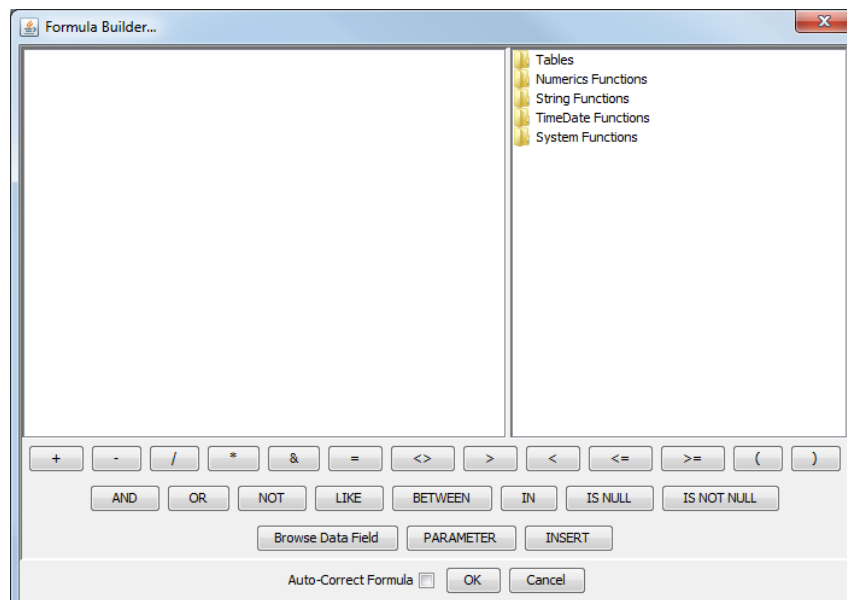 Formula Builder...
X
Tables
Numerics Functions
String Functions
TimeDate Functions
System Functions
+ - / * & = <> > < <= >= ( )
AND OR NOT LIKE BETWEEN IN IS NULL IS NOT NULL
Browse Data Field PARAMETER INSERT
Auto-Correct Formula OK Cancel